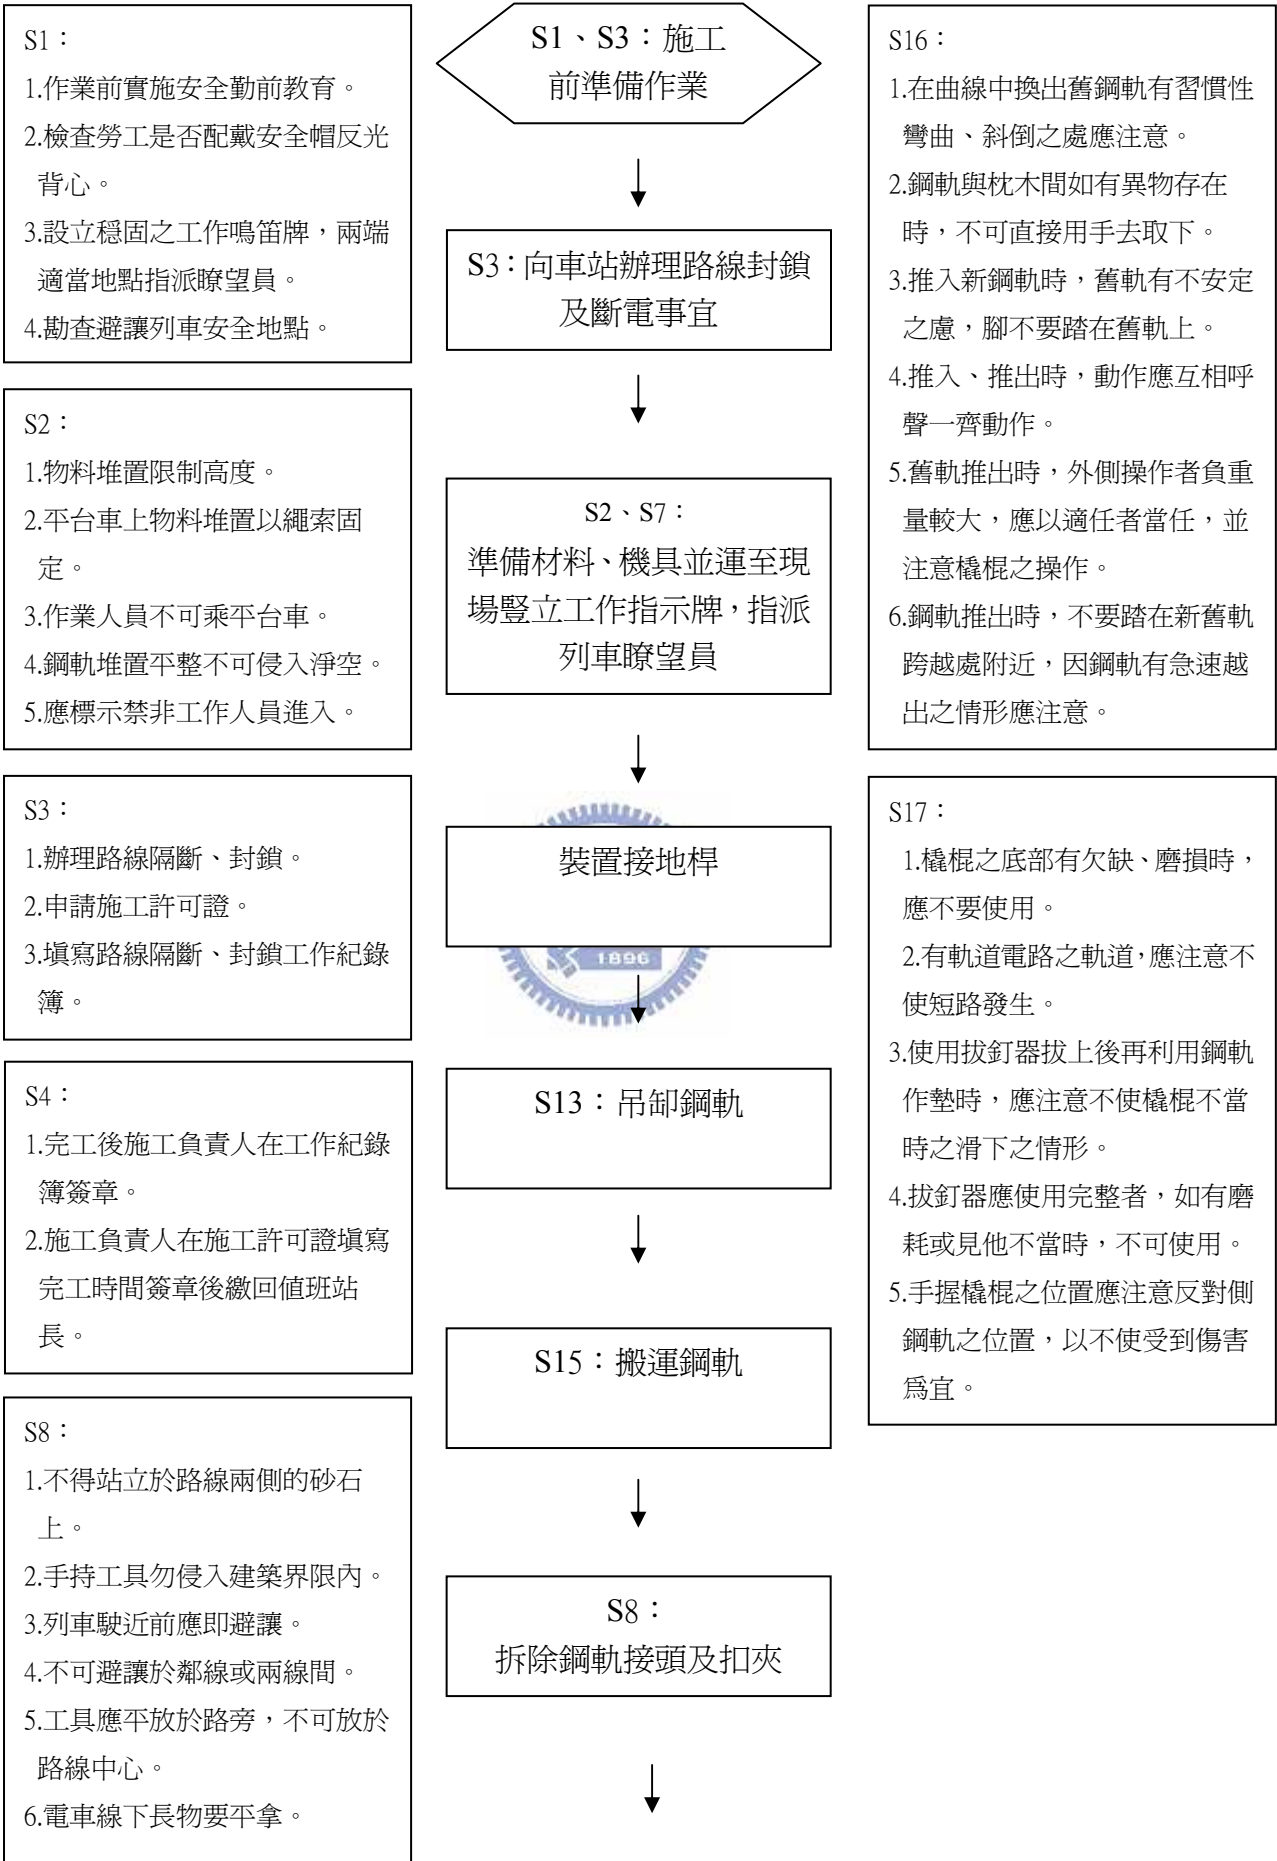 S1：
1.作業前實施安全勤前教育。
2.檢查勞工是否配戴安全帽反光
背心。
3.設立穩固之工作鳴笛牌，兩端
適當地點指派瞭望員。
4.勘查避讓列車安全地點。
S2：
1.物料堆置限制高度。
2.平台車上物料堆置以繩索固
定。
3.作業人員不可乘平台車。
4.鋼軌堆置平整不可侵入淨空。
5.應標示禁非工作人員進入。
S3：
1.辦理路線隔斷、封鎖。
2.申請施工許可證。
3.填寫路線隔斷、封鎖工作紀錄
簿。
S4：
1.完工後施工負責人在工作紀錄
簿簽章。
2.施工負責人在施工許可證填寫
完工時間簽章後繳回值班站
長。
S8：
1.不得站立於路線兩側的砂石
上。
2.手持工具勿侵入建築界限內。
3.列車駛近前應即避讓。
4.不可避讓於鄰線或兩線間。
5.工具應平放於路旁，不可放於
路線中心。
6.電車線下長物要平拿。
S1、S3：施工
前準備作業
S3：向車站辦理路線封鎖
及斷電事宜
S2、S7：
準備材料、機具並運至現
場豎立工作指示牌，指派
列車瞭望員
裝置接地桿
1896
S13：吊缷鋼軌
S15：搬運鋼軌
S8：
拆除鋼軌接頭及扣夾
S16：
1.在曲線中換出舊鋼軌有習慣性
彎曲、斜倒之處應注意。
2.鋼軌與枕木間如有異物存在
時，不可直接用手去取下。
3.推入新鋼軌時，舊軌有不安定
之慮，腳不要踏在舊軌上。
4.推入、推出時，動作應互相呼
聲一齊動作。
5.舊軌推出時，外側操作者負重
量較大，應以適任者當任，並
注意橇棍之操作。
6.鋼軌推出時，不要踏在新舊軌
跨越處附近，因鋼軌有急速越
出之情形應注意。
S17：
1.橇棍之底部有欠缺、磨損時，
應不要使用。
2.有軌道電路之軌道，應注意不
使短路發生。
3.使用拔釘器拔上後再利用鋼軌
作墊時，應注意不使橇棍不當
時之滑下之情形。
4.拔釘器應使用完整者，如有磨
耗或見他不當時，不可使用。
5.手握橇棍之位置應注意反對側
鋼軌之位置，以不使受到傷害
為宜。